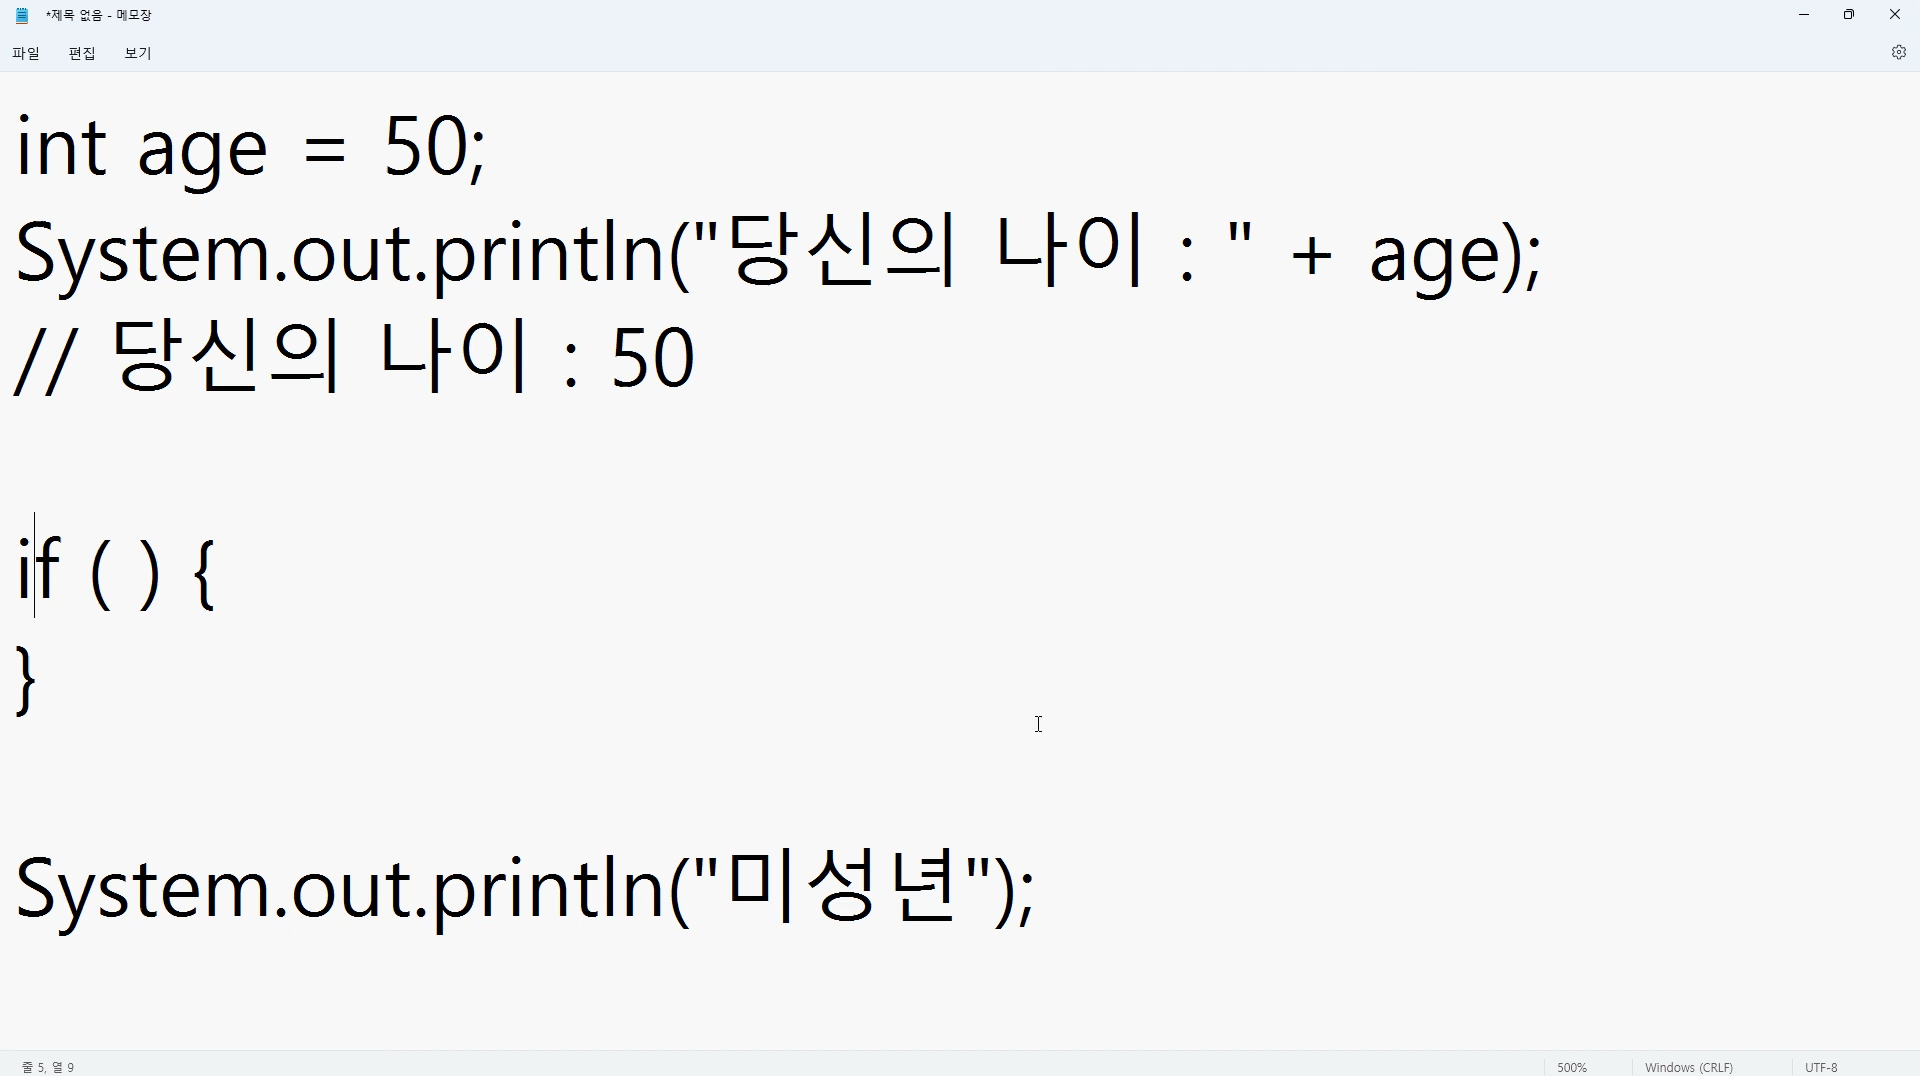 *제목 없음 - 메모장
파일 편집 보기
int age = 50;
System.out.println("당신의 나이 : " + age);
// 당신의 나이 : 50
if ( ) {
}
System.out.println("미성년");
줄 5, 열 9 500% Windows (CRLF) UTF-8